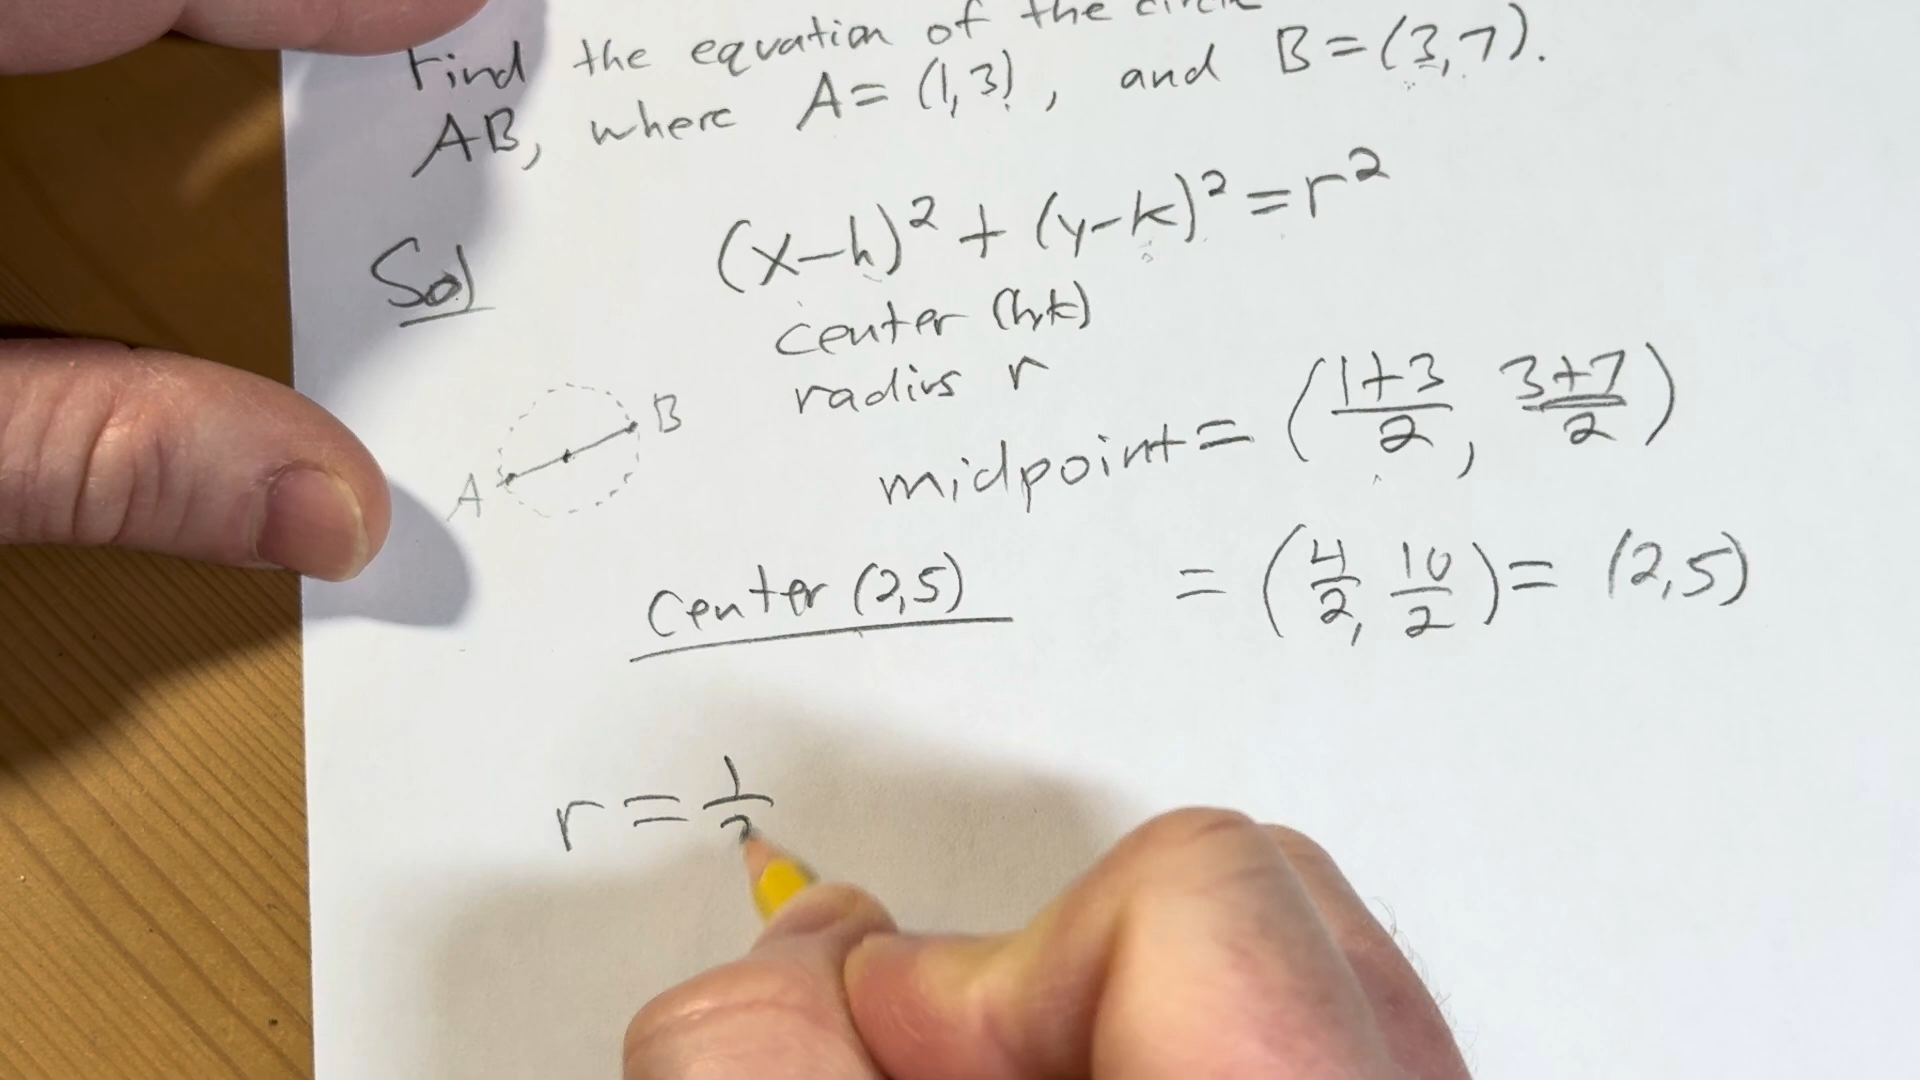 Find the equation of the circle
AB, where A = (1,3), and B = (3,7).
Sol
(x-h)² + (y-k)² = r²
center (h,k)
radius r
A B
midpoint = (1+3/2, 3+7/2)
= (4/2, 10/2) = (2,5)
center (2,5)
r = 1/2